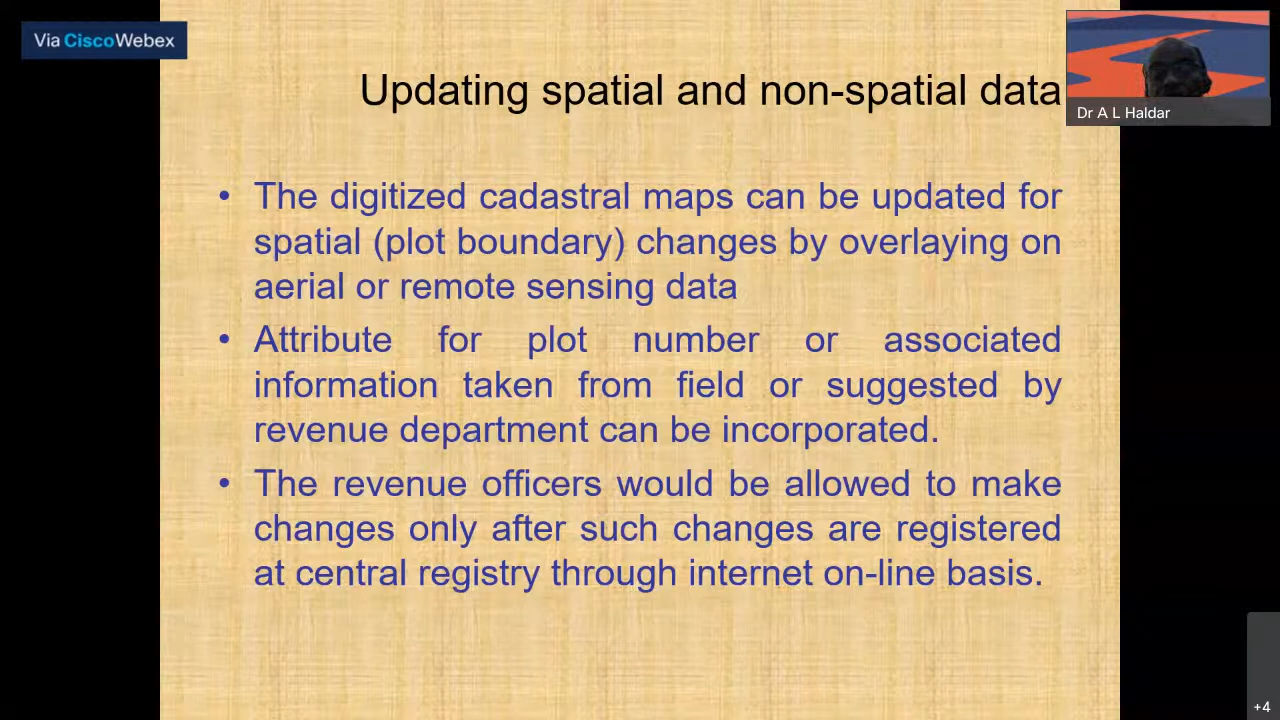 Via CiscoWebex
Updating spatial and non-spatial data
Dr A L Haldar
• The digitized cadastral maps can be updated for
spatial (plot boundary) changes by overlaying on
aerial or remote sensing data
• Attribute for plot number or associated
information taken from field or suggested by
revenue department can be incorporated.
• The revenue officers would be allowed to make
changes only after such changes are registered
at central registry through internet on-line basis.
+4